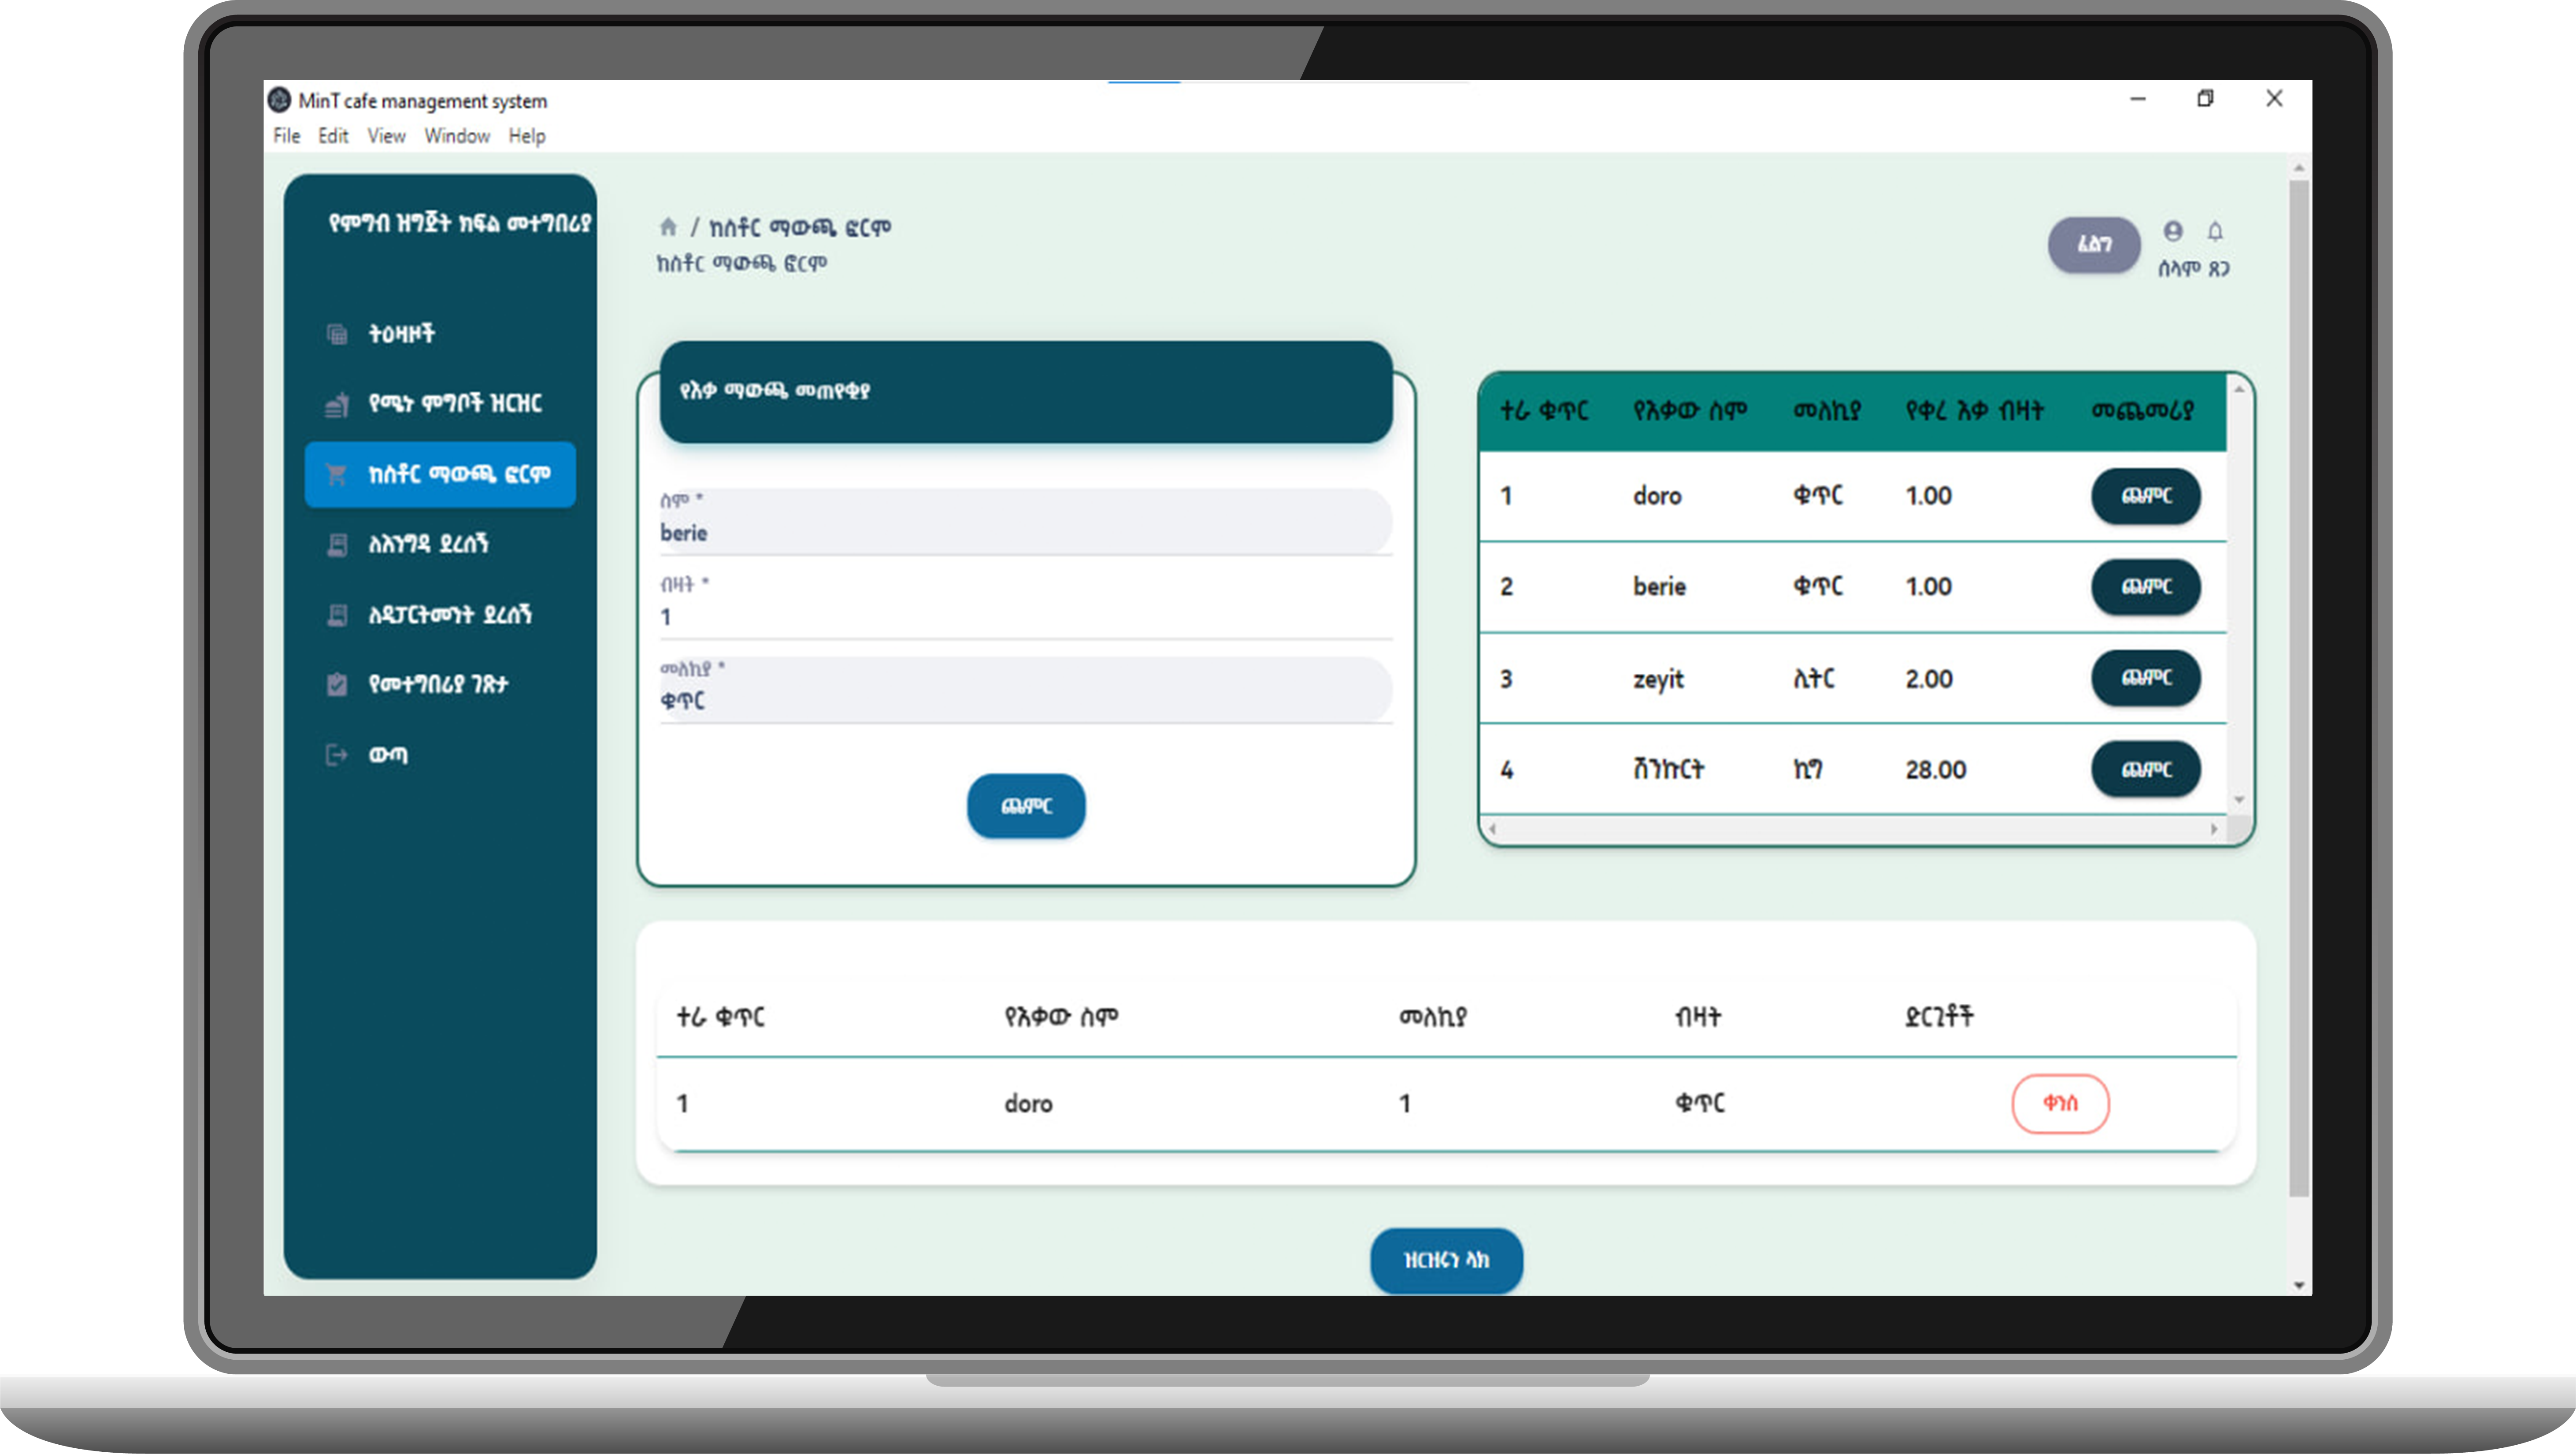 MinT cafe management system
File Edit View Window Help
የምግብ ዝግጅት ክፍል መተግበሪያ
ትዕዛዞች
የሜኑ ምግቦች ዝርዝር
ከስቶር ማውጫ ፎርም
ለእንግዳ ደረሰኝ
ለዲፓርትመንት ደረሰኝ
የመተግበሪያ ገጽታ
ውጣ
/ ከስቶር ማውጫ ፎርም
ከስቶር ማውጫ ፎርም
ፈልግ
ሰላም ጸጋ
የእቃ ማውጫ መጠየቂያ
ስም *
berie
ብዛት *
1
መለኪያ *
ቁጥር
ጨምር
ተራ ቁጥር የእቃው ስም መለኪያ የቀረ እቃ ብዛት መጨመሪያ
1 doro ቁጥር 1.00 ጨምር
2 berie ቁጥር 1.00 ጨምር
3 zeyit ሊትር 2.00 ጨምር
4 ሽንኩርት ኪግ 28.00 ጨምር
ተራ ቁጥር የእቃው ስም መለኪያ ብዛት ድርጊቶች
1 doro 1 ቁጥር ቀንስ
ዝርዝሩን ላክ